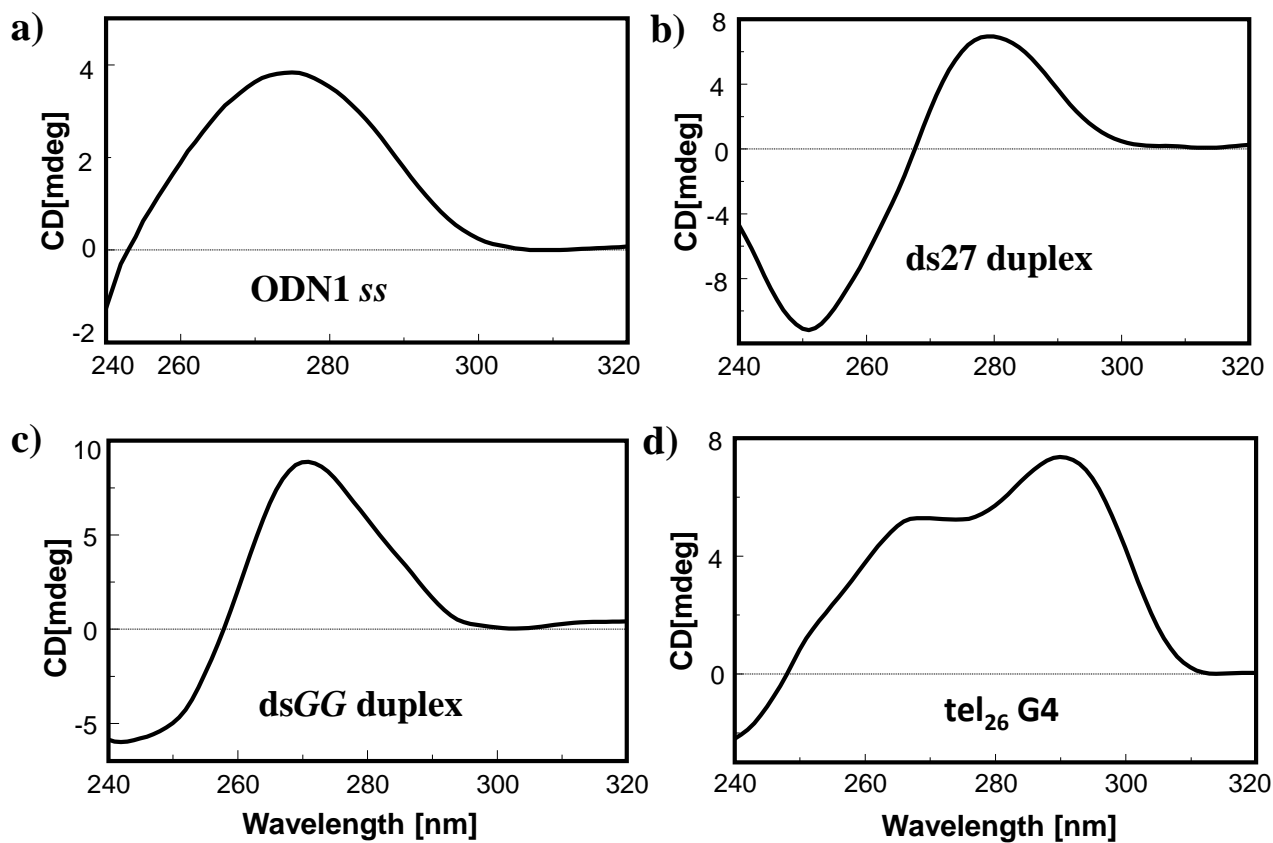 a)
CD[mdeg]
4
2
0
-2
ODN1 ss
240 260 280 300 320
b)
CD[mdeg]
8
4
0
-4
-8
ds27 duplex
240 260 280 300 320
c)
CD[mdeg]
10
5
0
-5
dsGG duplex
240 260 280 300 320
Wavelength [nm]
d)
CD[mdeg]
8
4
0
tel₂₆ G4
240 260 280 300 320
Wavelength [nm]